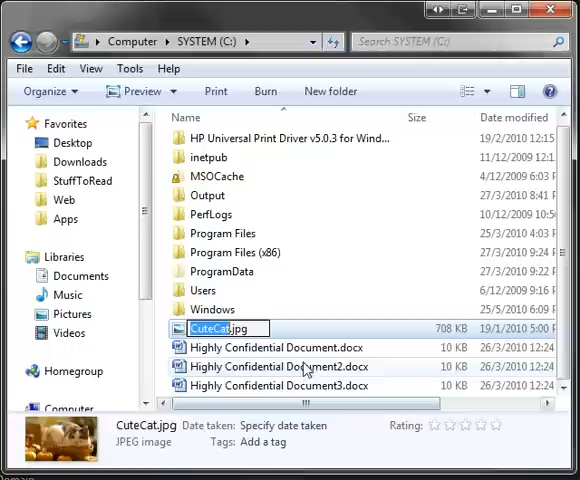 Computer ▸ SYSTEM (C:) ▸
Search SYSTEM (C:)
File Edit View Tools Help
Organize Preview Print Burn New folder
Name Size Date modified
Favorites
Desktop
Downloads
StuffToRead
Web
Apps
Libraries
Documents
Music
Pictures
Videos
Homegroup
Computer
HP Universal Print Driver v5.0.3 for Wind... 19/2/2010 12:15
inetpub 11/12/2009 12:1
MSOCache 4/12/2009 6:03 P
Output 27/3/2010 8:41 P
PerfLogs 10/12/2009 10:5
Program Files 27/3/2010 4:03 P
Program Files (x86) 27/3/2010 9:24 P
ProgramData 27/3/2010 9:22 P
Users 6/12/2009 9:16 P
Windows 25/5/2010 6:09 P
CuteCat.jpg 708 KB 19/1/2010 5:00 P
Highly Confidential Document.docx 10 KB 26/3/2010 12:24
Highly Confidential Document2.docx 10 KB 26/3/2010 12:24
Highly Confidential Document3.docx 10 KB 26/3/2010 12:24
CuteCat.jpg Date taken: Specify date taken Rating:
JPEG image Tags: Add a tag